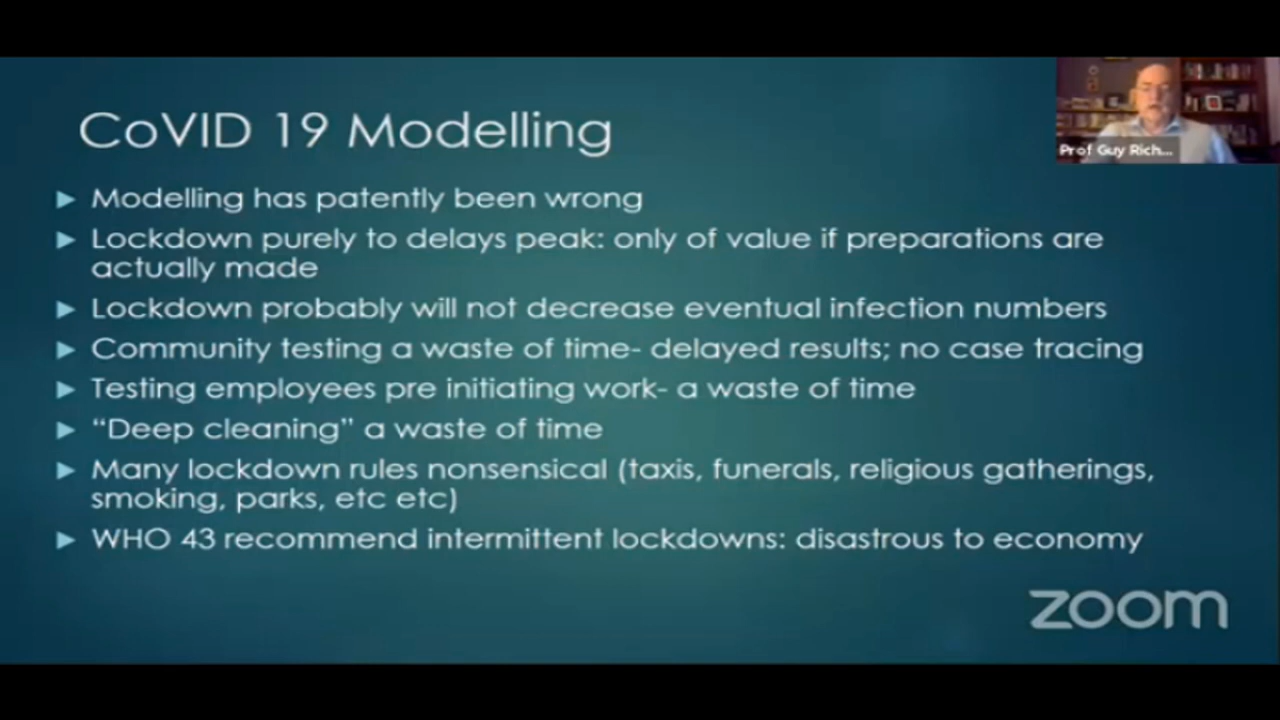 CoVID 19 Modelling
Prof Guy Rich...
Modelling has patently been wrong
Lockdown purely to delays peak: only of value if preparations are
actually made
Lockdown probably will not decrease eventual infection numbers
Community testing a waste of time- delayed results; no case tracing
Testing employees pre initiating work- a waste of time
“Deep cleaning” a waste of time
Many lockdown rules nonsensical (taxis, funerals, religious gatherings,
smoking, parks, etc etc)
WHO 43 recommend intermittent lockdowns: disastrous to economy
zoom